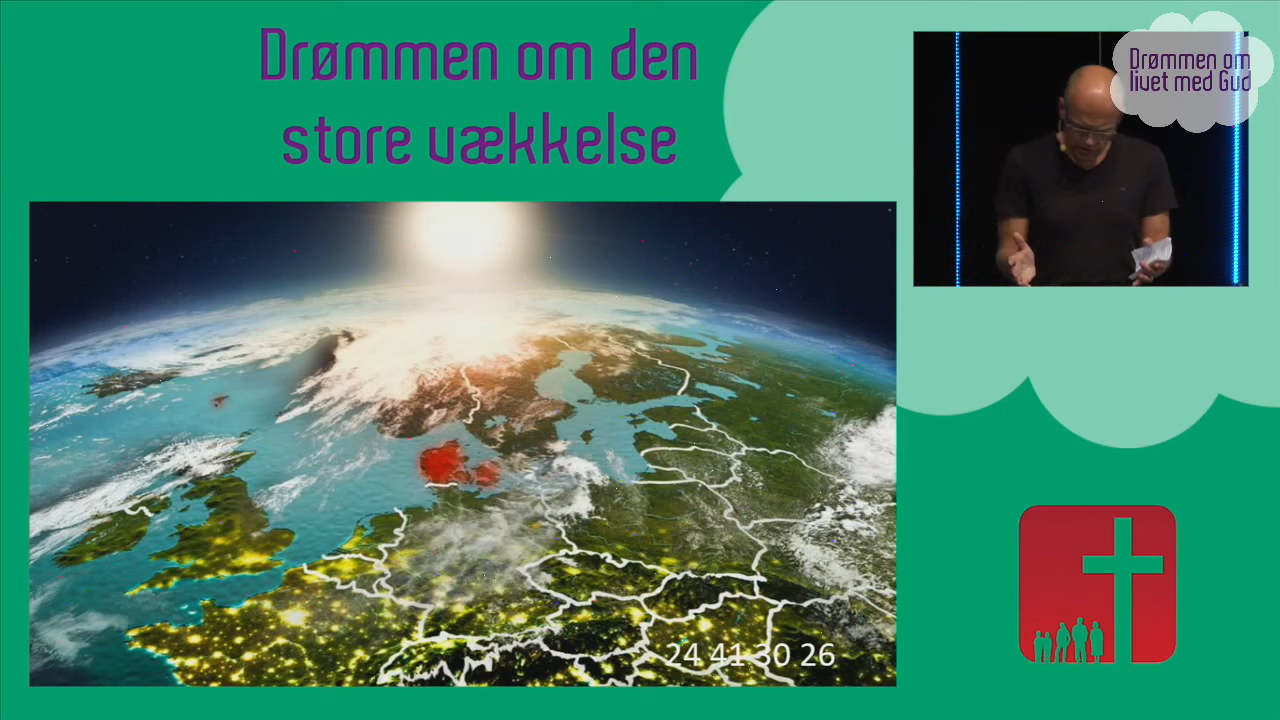 Drømmen om den
store vækkelse
Drømmen om
livet med Gud
24 41 30 26